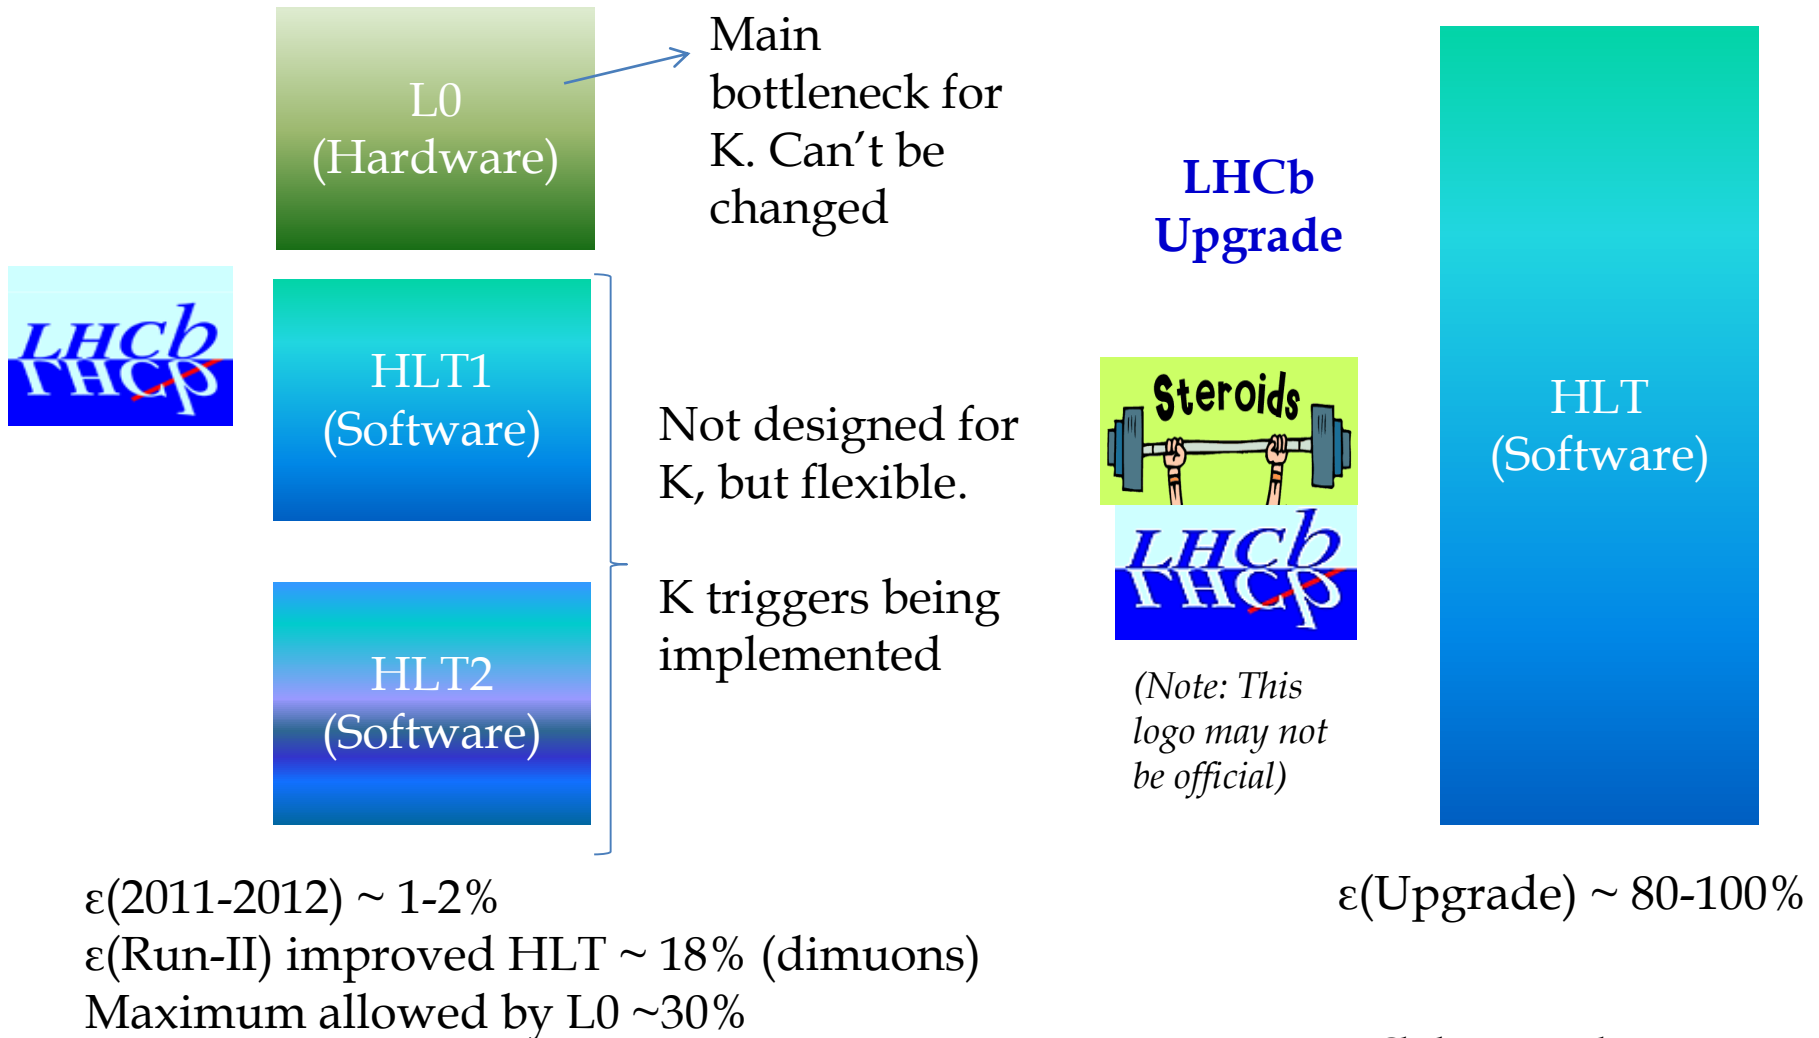 L0
(Hardware)
Main
bottleneck for
K. Can't be
changed
LHCb
HLT1
(Software)
HLT2
(Software)
Not designed for
K, but flexible.
K triggers being
implemented
LHCb
Upgrade
Steroids
LHCb
(Note: This
logo may not
be official)
HLT
(Software)
ε(2011-2012) ~ 1-2%
ε(Run-II) improved HLT ~ 18% (dimuons)
Maximum allowed by L0 ~30%
ε(Upgrade) ~ 80-100%